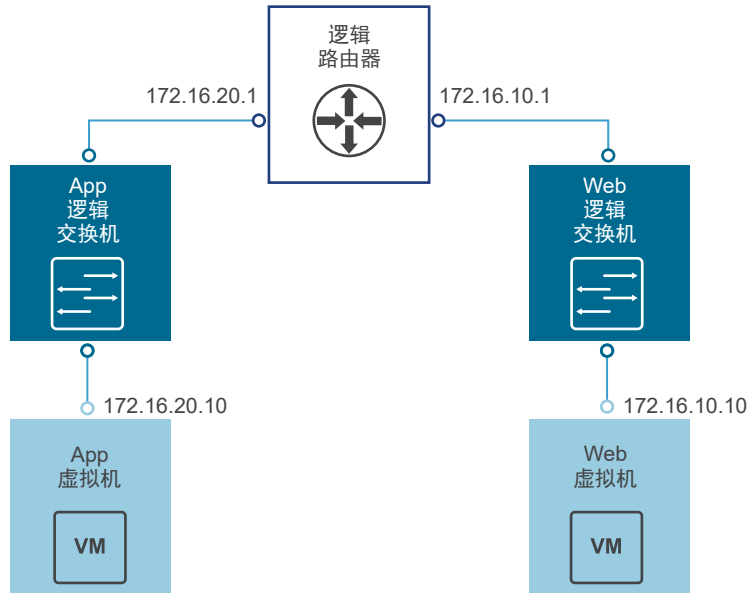 逻辑
路由器
172.16.20.1
172.16.10.1
App
逻辑
交换机
Web
逻辑
交换机
172.16.20.10
172.16.10.10
App
虚拟机
VM
Web
虚拟机
VM